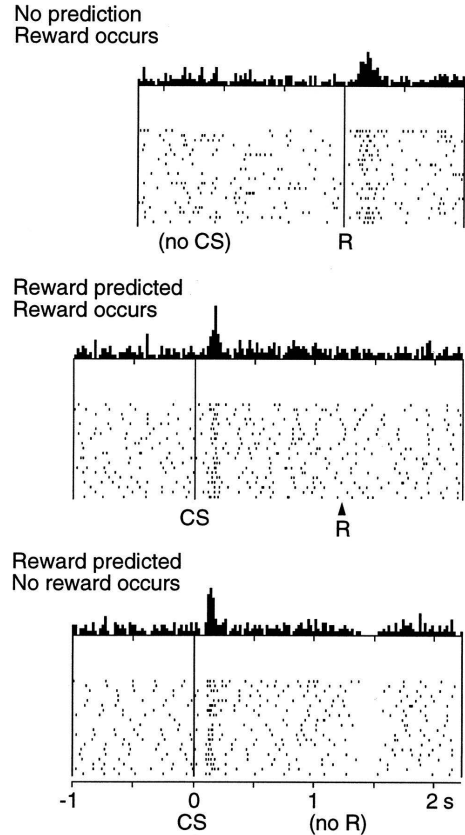 No prediction
Reward occurs
(no CS) R
Reward predicted
Reward occurs
CS
R
Reward predicted
No reward occurs
-1 0 1 2 s
CS (no R)